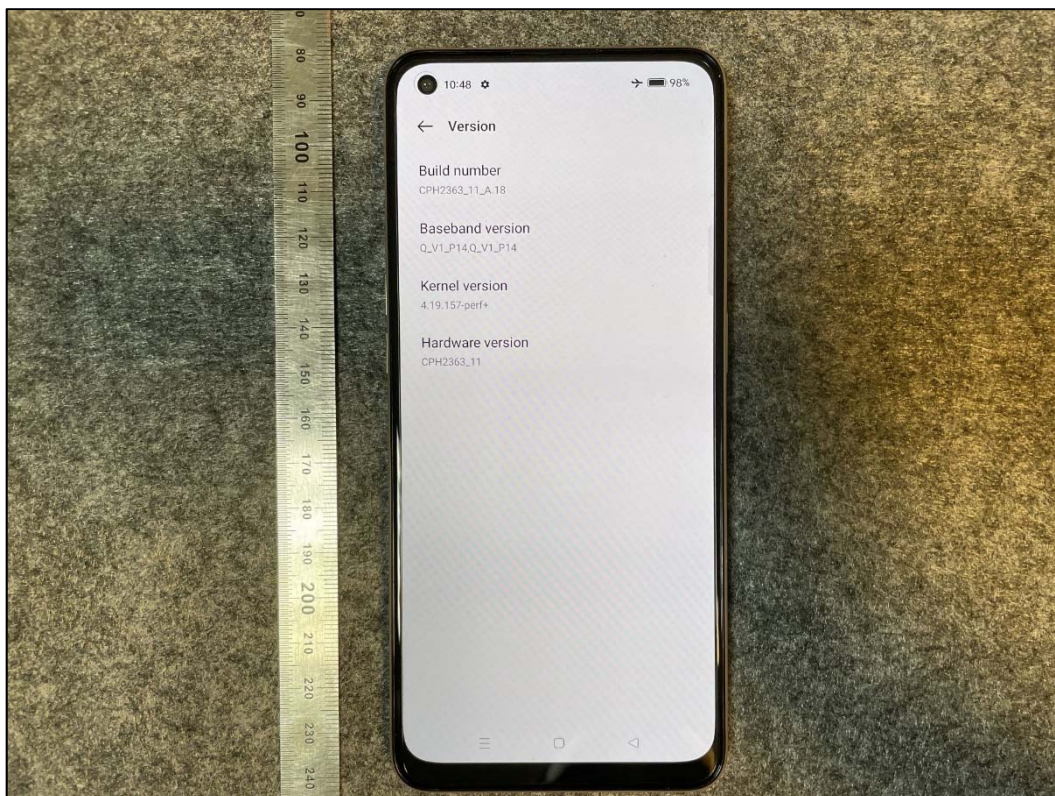 0
80
90
100
110
120
130
140
150
160
170
180
190
200
210
220
230
240
10:48 98%
Version
Build number
CPH2363_11_A.18
Baseband version
Q_V1_P14,Q_V1_P14
Kernel version
4.19.157-perf+
Hardware version
CPH2363_11